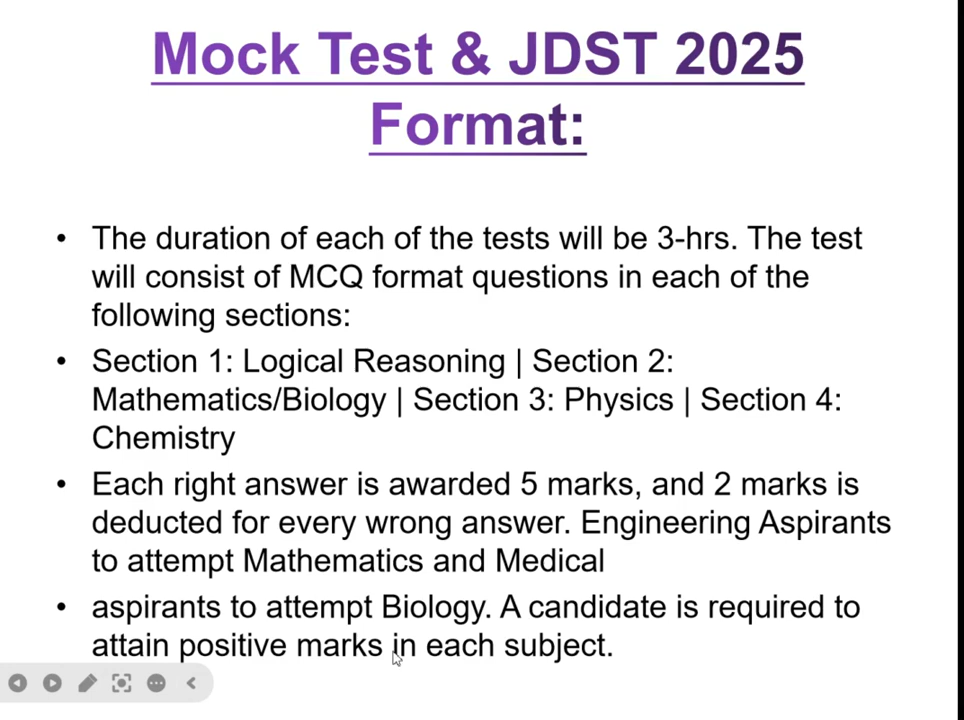 Mock Test & JDST 2025
Format:
• The duration of each of the tests will be 3-hrs. The test
will consist of MCQ format questions in each of the
following sections:
• Section 1: Logical Reasoning | Section 2:
Mathematics/Biology | Section 3: Physics | Section 4:
Chemistry
• Each right answer is awarded 5 marks, and 2 marks is
deducted for every wrong answer. Engineering Aspirants
to attempt Mathematics and Medical
• aspirants to attempt Biology. A candidate is required to
attain positive marks in each subject.